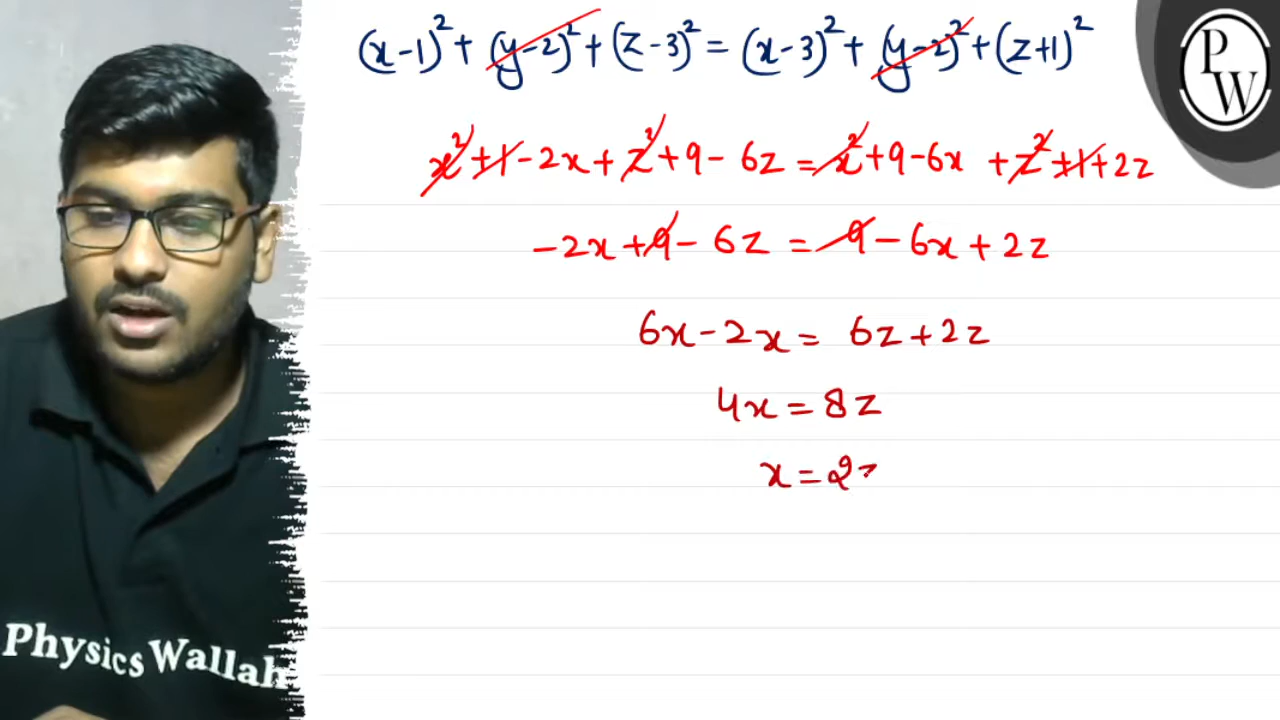 (x-1)² + (y-2)² + (z-3)² = (x-3)² + (y-2)² + (z+1)²
x² + 1 - 2x + z² + 9 - 6z = x² + 9 - 6x + z² + 1 + 2z
-2x + 9 - 6z = 9 - 6x + 2z
6x - 2x = 6z + 2z
4x = 8z
x = 2z
P
W
Physics Wallah